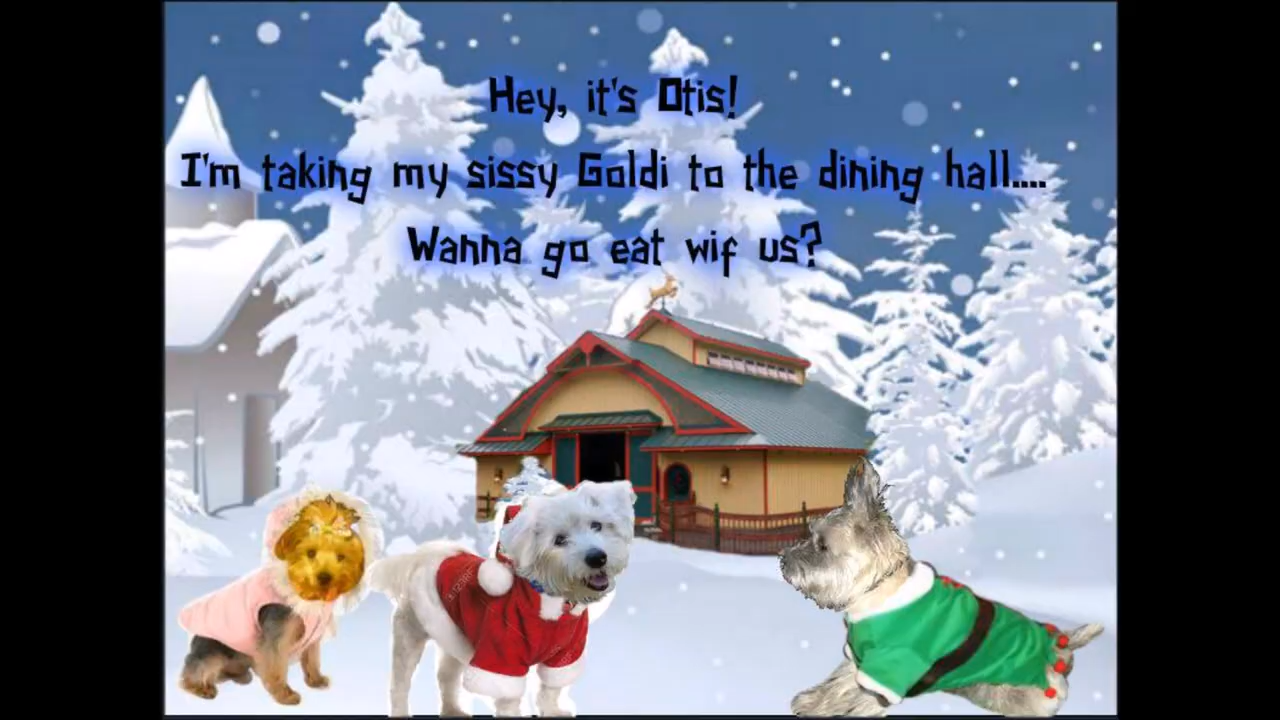 Hey, it's Otis!
I'm taking my sissy Goldi to the dining hall....
Wanna go eat wif us?